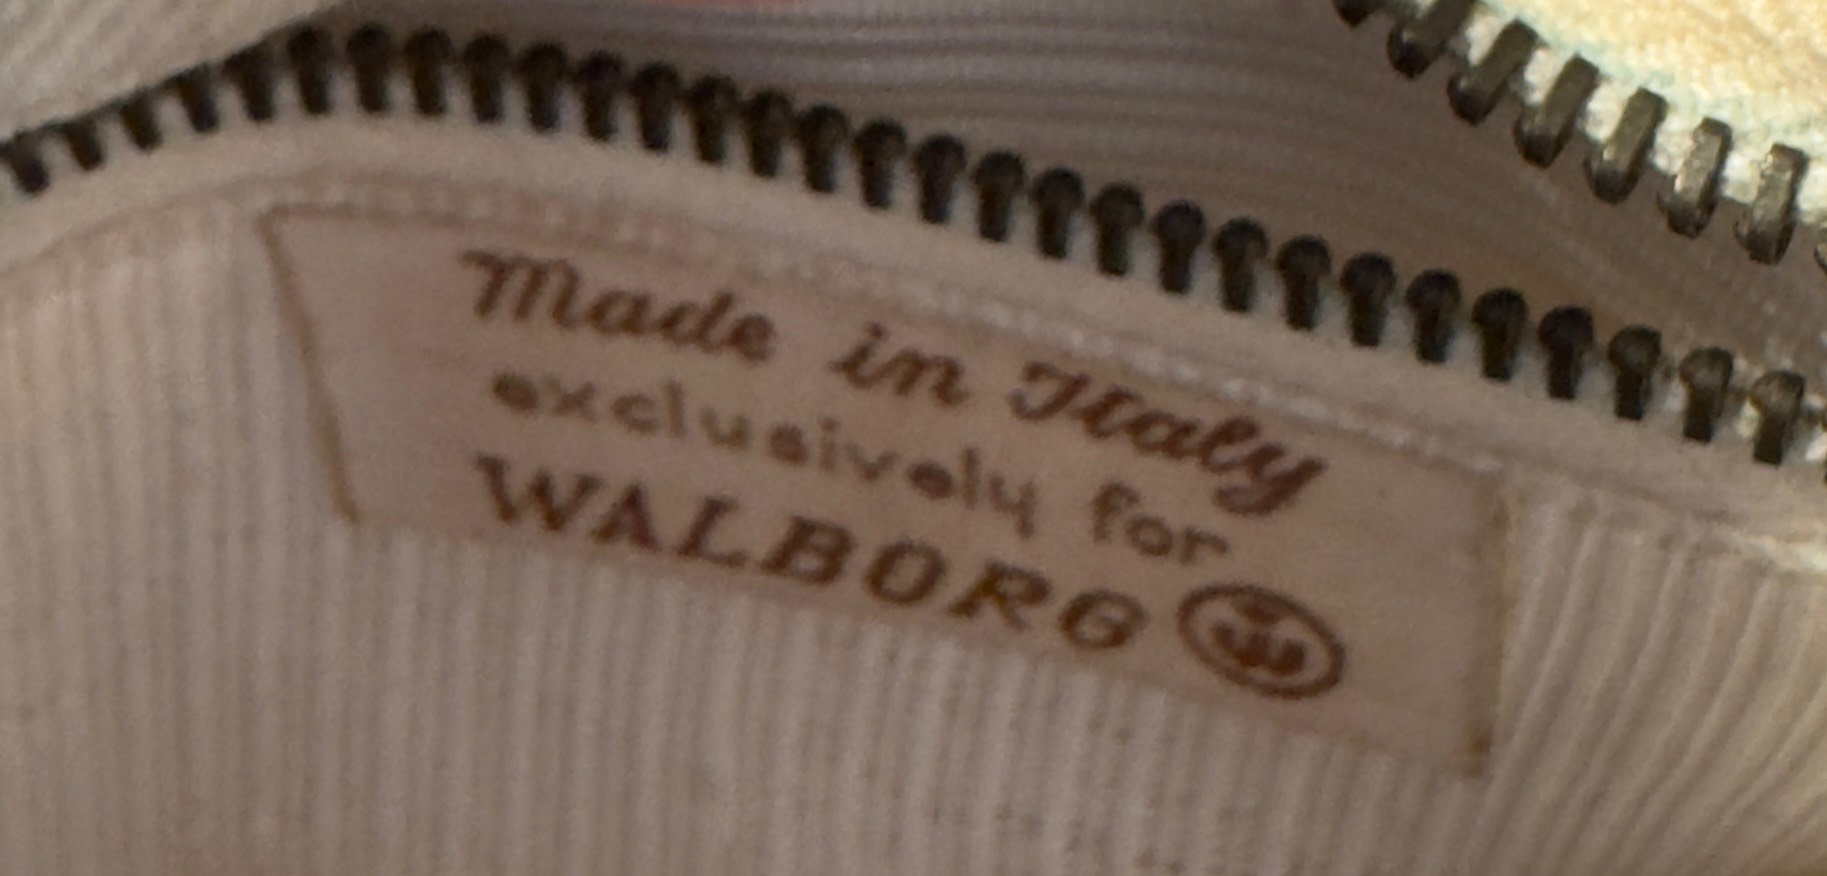 Made in Italy
exclusively for
WALBORG